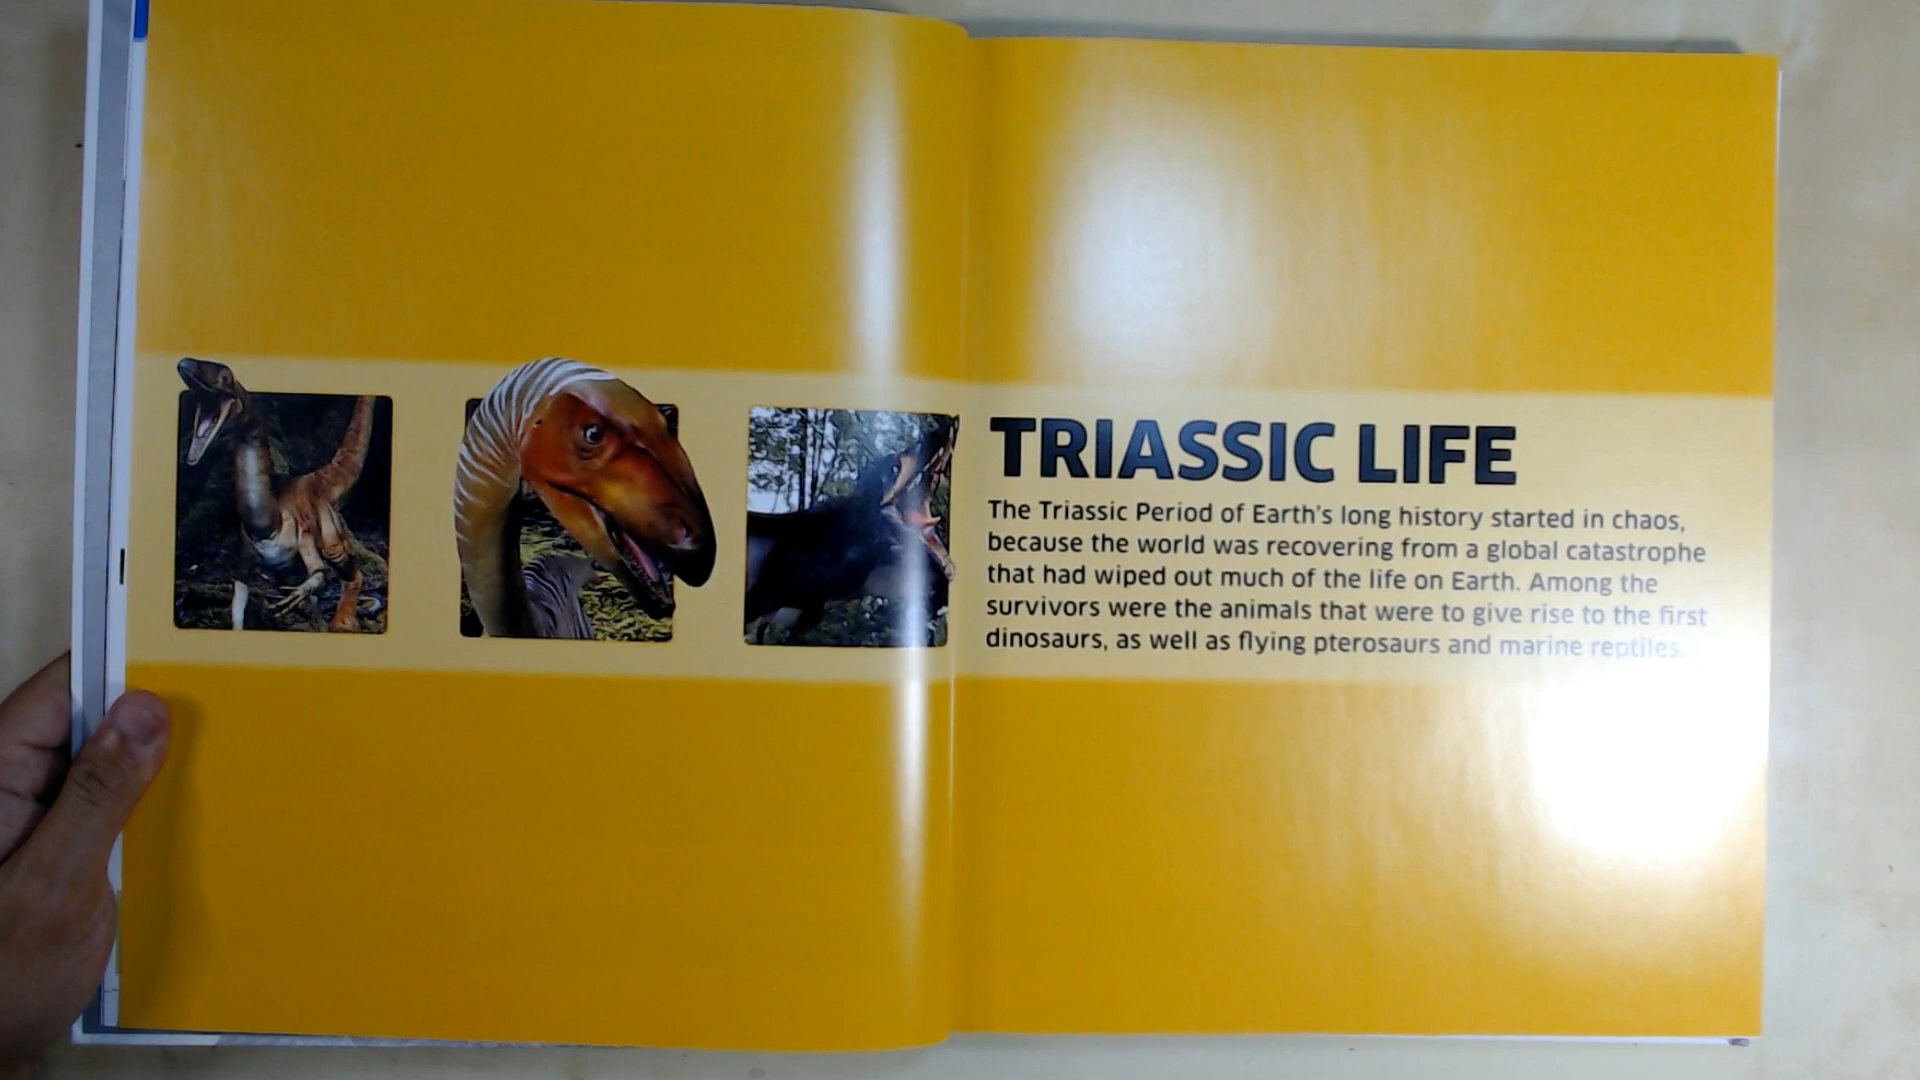 TRIASSIC LIFE
The Triassic Period of Earth's long history started in chaos,
because the world was recovering from a global catastrophe
that had wiped out much of the life on Earth. Among the
survivors were the animals that were to give rise to the first
dinosaurs, as well as flying pterosaurs and marine reptiles.